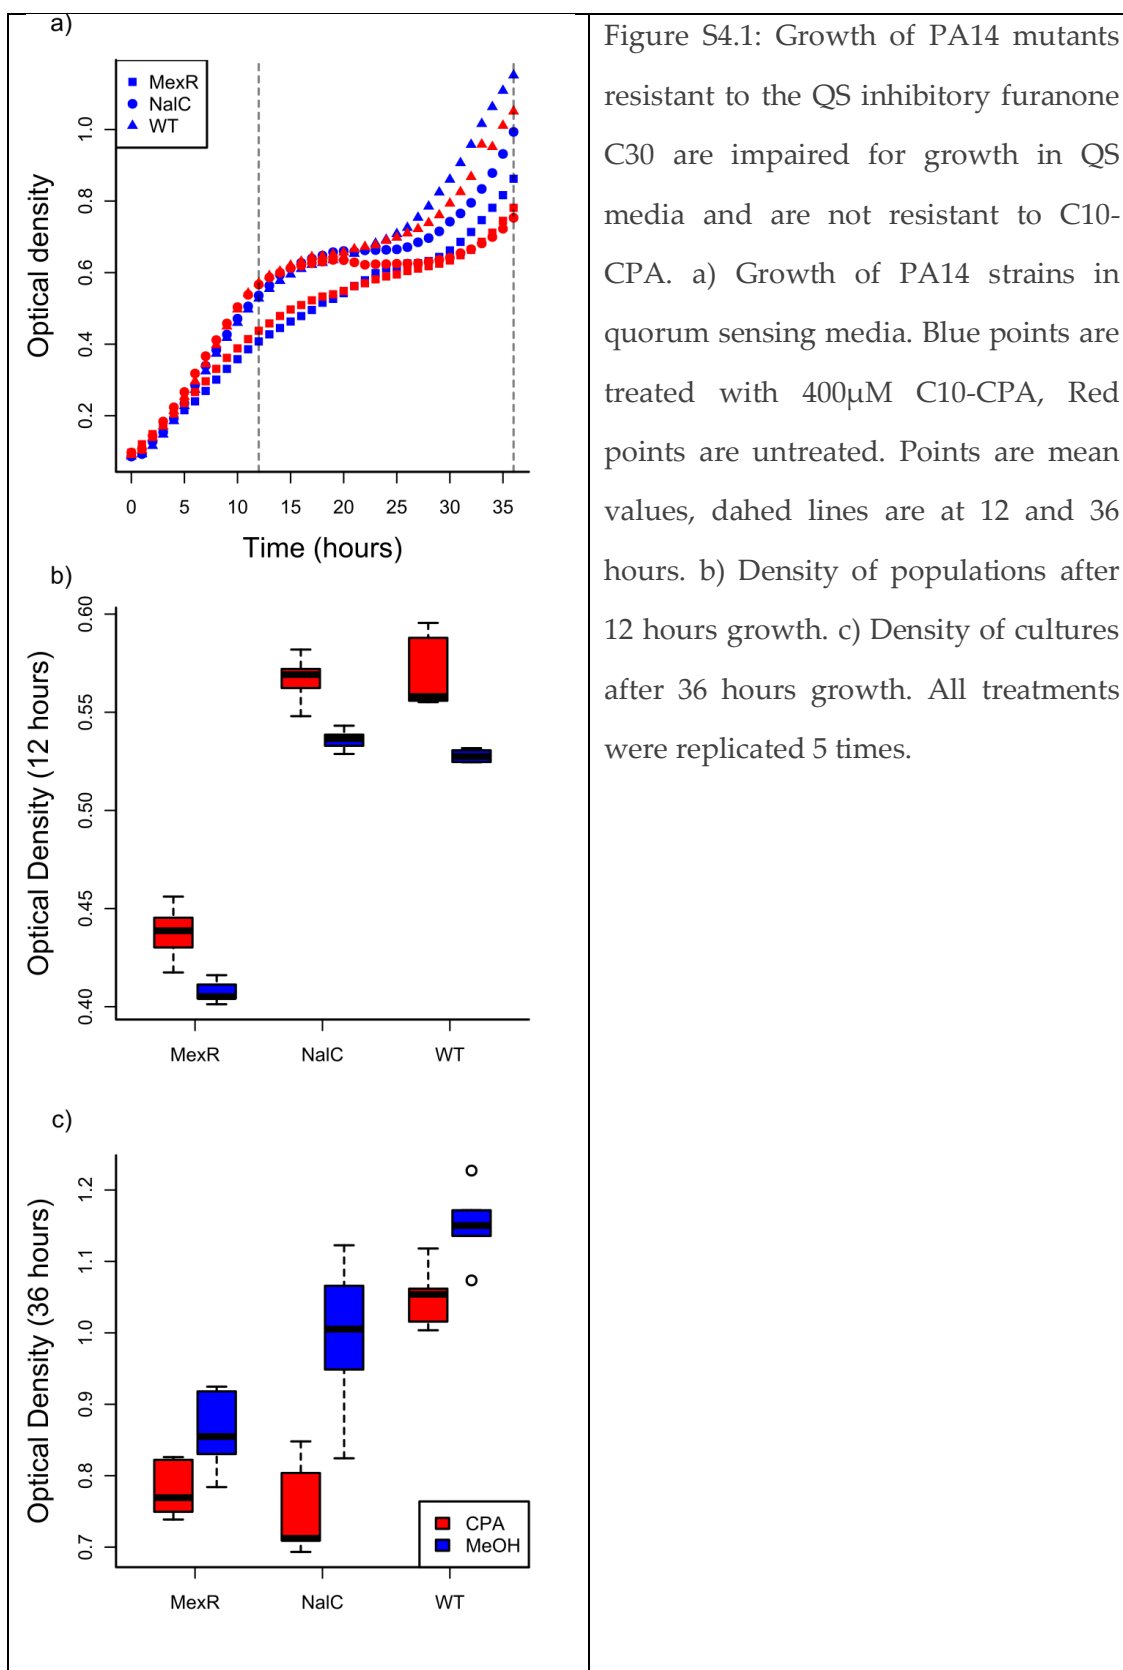 a)
MexR
NalC
WT
Optical density
0.2
0.4
0.6
0.8
1.0
0 5 10 15 20 25 30 35
Time (hours)
b)
Optical Density (12 hours)
0.40
0.45
0.50
0.55
0.60
MexR NalC WT
c)
Optical Density (36 hours)
0.7
0.8
0.9
1.0
1.1
1.2
CPA
MeOH
MexR NalC WT
Figure S4.1: Growth of PA14 mutants
resistant to the QS inhibitory furanone
C30 are impaired for growth in QS
media and are not resistant to C10-
CPA. a) Growth of PA14 strains in
quorum sensing media. Blue points are
treated with 400µM C10-CPA, Red
points are untreated. Points are mean
values, dahed lines are at 12 and 36
hours. b) Density of populations after
12 hours growth. c) Density of cultures
after 36 hours growth. All treatments
were replicated 5 times.